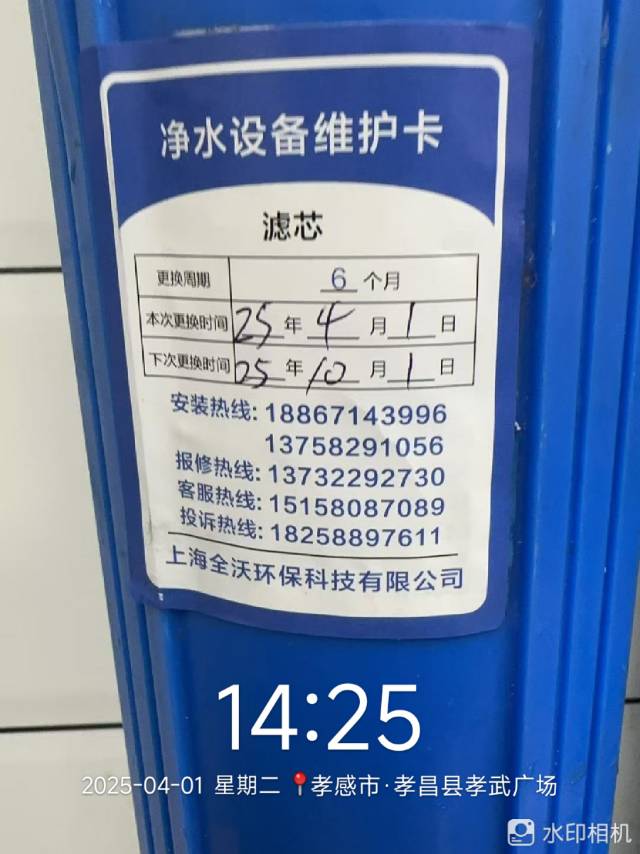 净水设备维护卡
滤芯
更换周期 6 个月
本次更换时间 25 年 4 月 1 日
下次更换时间 25 年 10 月 1 日
安装热线: 18867143996
13758291056
报修热线: 13732292730
客服热线: 15158087089
投诉热线: 18258897611
上海全沃环保科技有限公司
14:25
2025-04-01 星期二 孝感市·孝昌县孝武广场
水印相机